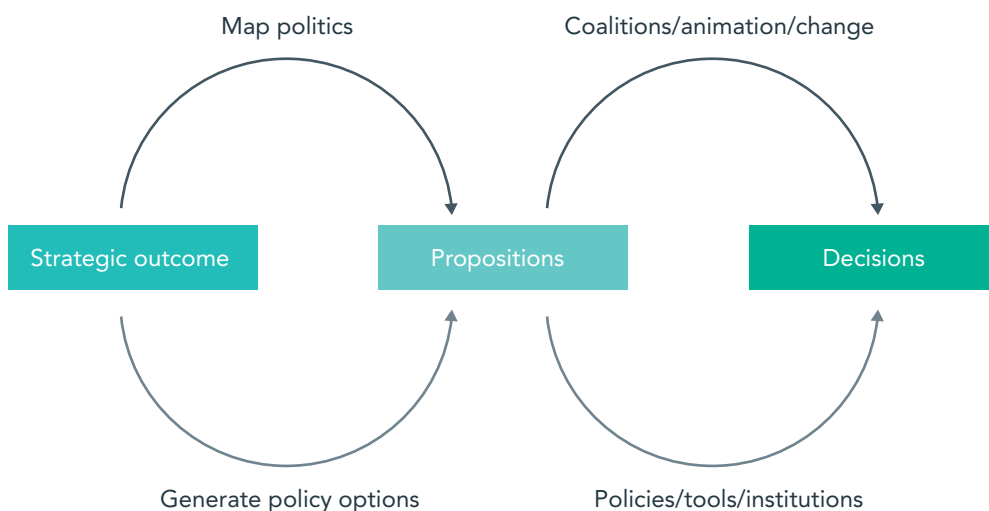 Map politics
Coalitions/animation/change
Strategic outcome
Propositions
Decisions
Generate policy options
Policies/tools/institutions